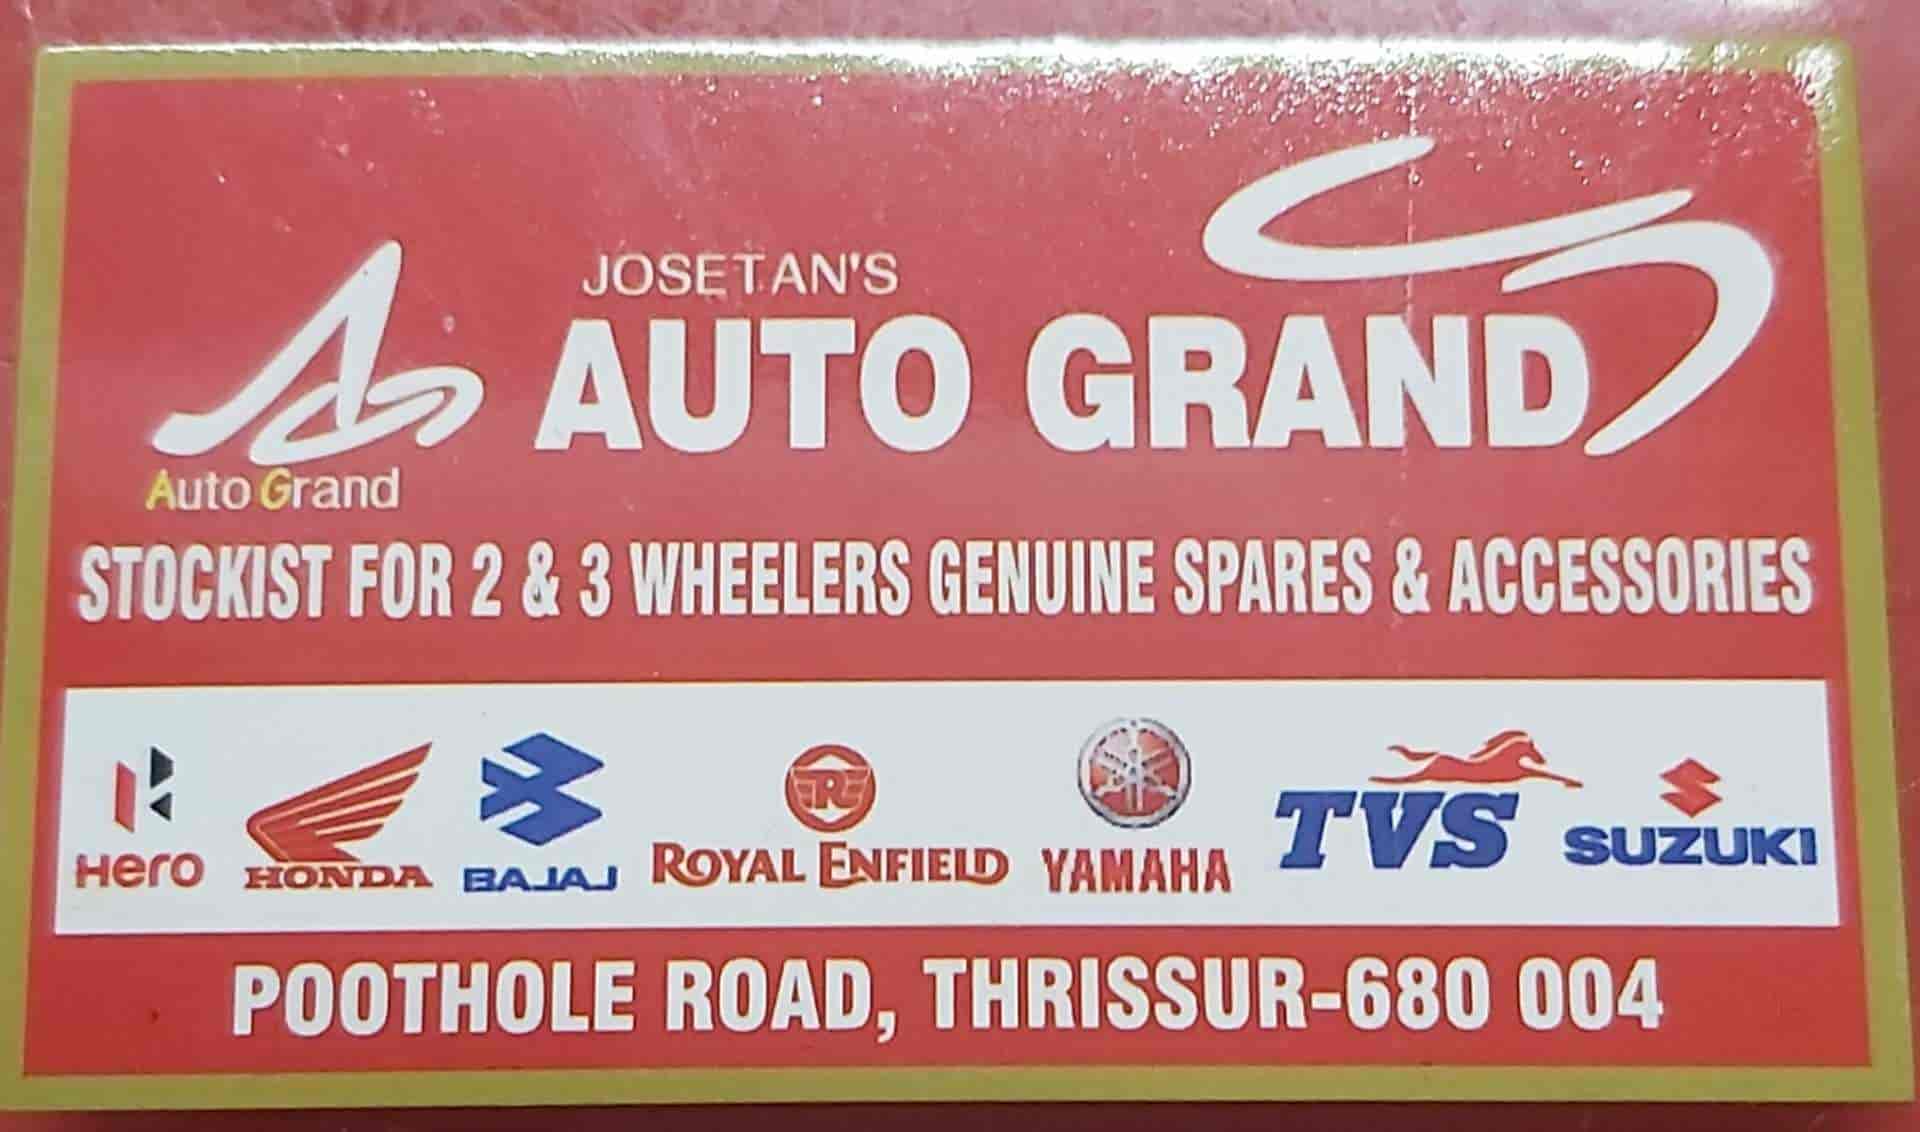 JOSETAN'S
AUTO GRAND
Auto Grand
STOCKIST FOR 2 & 3 WHEELERS GENUINE SPARES & ACCESSORIES
Hero HONDA BAJAJ ROYAL ENFIELD YAMAHA TVS SUZUKI
POOTHOLE ROAD, THRISSUR-680 004